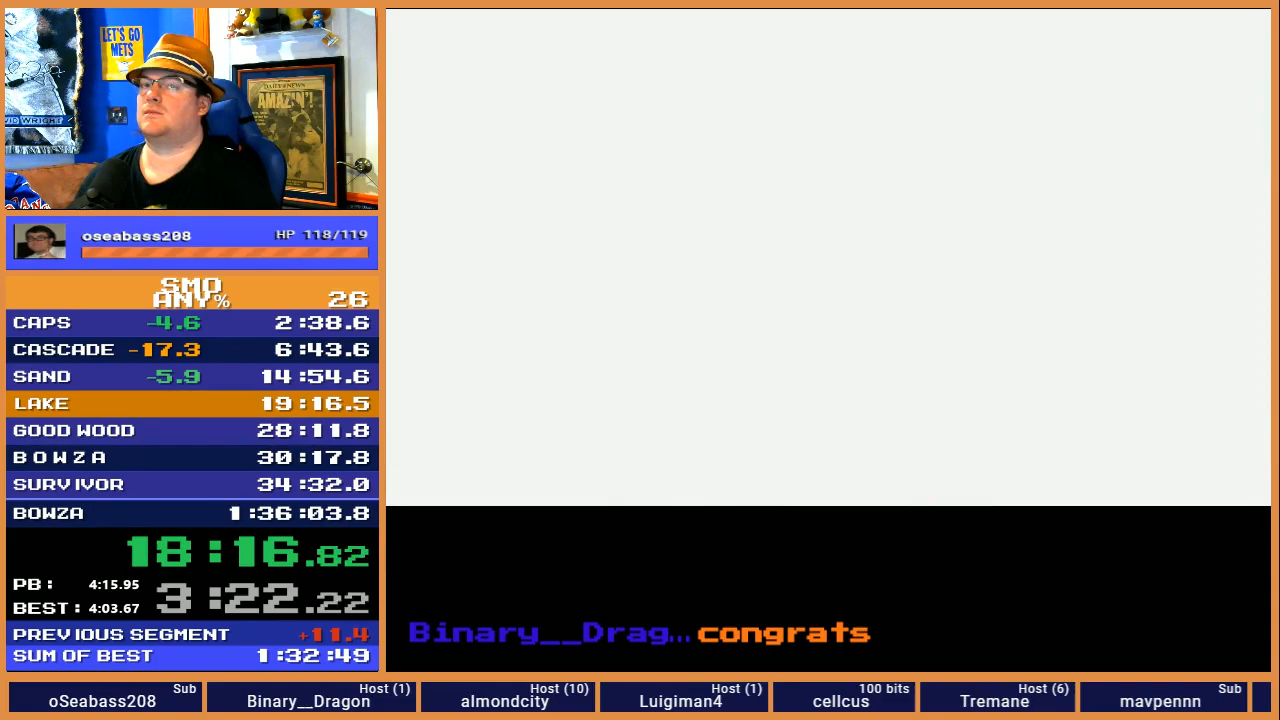 LET'S GO
METS
DAILY NEWS
AMAZIN'!
DAVID WRIGHT
oseabass208 HP 118/119
SMO
ANY% 26
CAPS -4.6 2:38.6
CASCADE -17.3 6:43.6
SAND -5.9 14:54.6
LAKE 19:16.5
GOOD WOOD 28:11.8
B O W Z A 30:17.8
SURVIVOR 34:32.0
BOWZA 1:36:03.8
18:16.82
PB: 4:15.95
BEST: 4:03.67
3:22.22
PREVIOUS SEGMENT +11.4
SUM OF BEST 1:32:49
Binary__Drag... congrats
Sub
oSeabass208
Host (1)
Binary__Dragon
Host (10)
almondcity
Host (1)
Luigiman4
100 bits
cellcus
Host (6)
Tremane
Sub
mavpennn